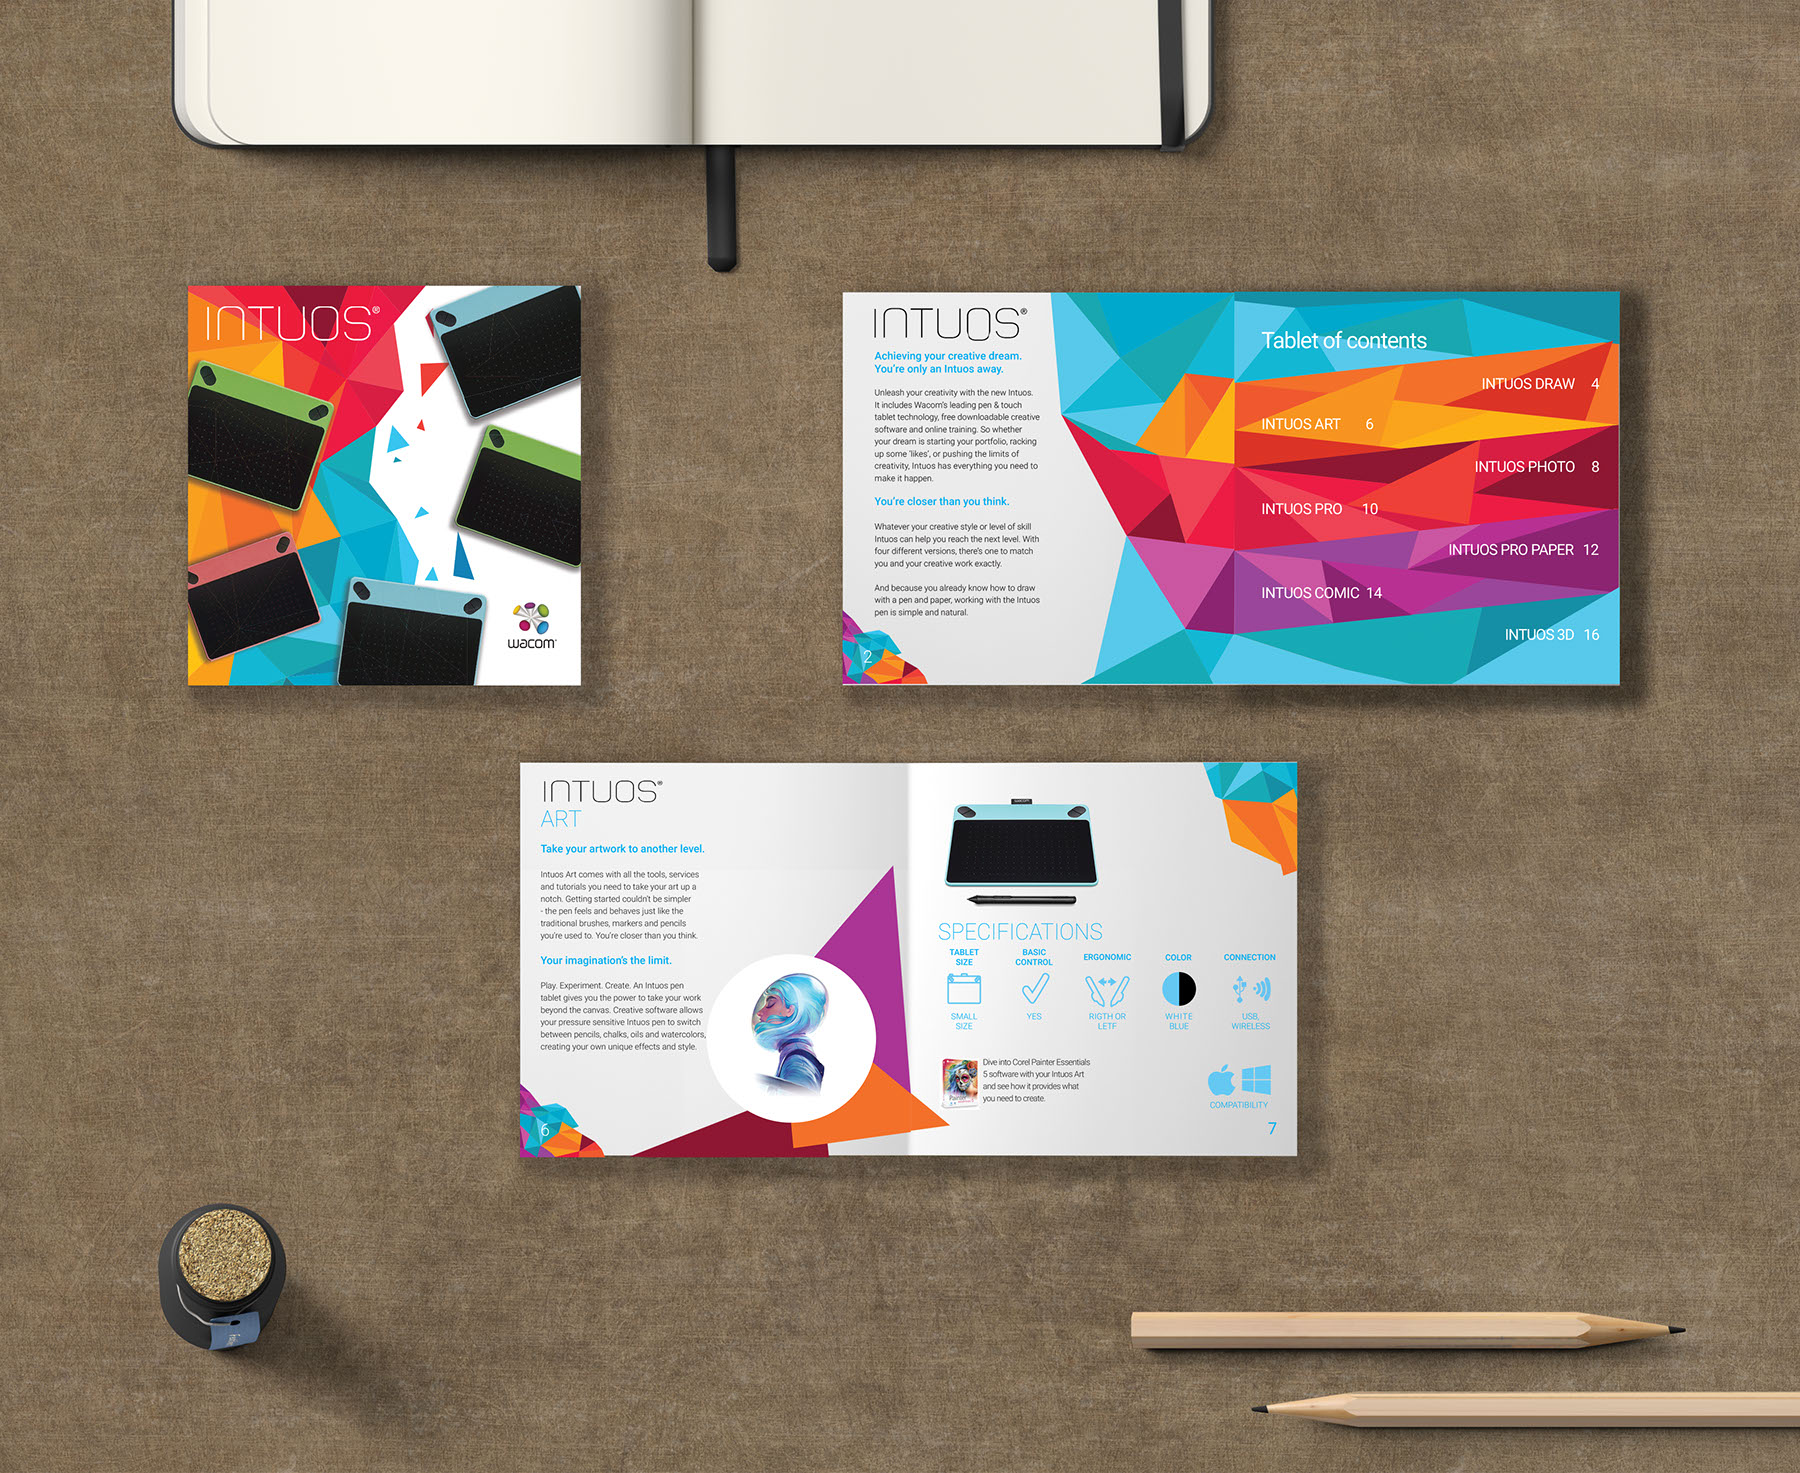 INTUOS®
wacom
INTUOS®
Achieving your creative dream.
You're only an Intuos away.
Unleash your creativity with the new Intuos.
It includes Wacom's leading pen & touch
tablet technology, free downloadable creative
software and online training. So whether
your dream is starting your portfolio, racking
up some 'likes', or pushing the limits of
creativity, Intuos has everything you need to
make it happen.
You're closer than you think.
Whatever your creative style or level of skill
Intuos can help you reach the next level. With
four different versions, there's one to match
you and your creative work exactly.
And because you already know how to draw
with a pen and paper, working with the Intuos
pen is simple and natural.
2
Tablet of contents
INTUOS DRAW 4
INTUOS ART 6
INTUOS PHOTO 8
INTUOS PRO 10
INTUOS PRO PAPER 12
INTUOS COMIC 14
INTUOS 3D 16
INTUOS®
ART
Take your artwork to another level.
Intuos Art comes with all the tools, services
and tutorials you need to take your art up a
notch. Getting started couldn't be simpler
- the pen feels and behaves just like the
traditional brushes, markers and pencils
you're used to. You're closer than you think.
Your imagination's the limit.
Play. Experiment. Create. An Intuos pen
tablet gives you the power to take your work
beyond the canvas. Creative software allows
your pressure sensitive Intuos pen to switch
between pencils, chalks, oils and watercolors,
creating your own unique effects and style.
6
SPECIFICATIONS
TABLET
SIZE
SMALL
SIZE
BASIC
CONTROL
YES
ERGONOMIC
RIGTH OR
LETF
COLOR
WHITE
BLUE
CONNECTION
USB,
WIRELESS
Painter
Dive into Corel Painter Essentials
5 software with your Intuos Art
and see how it provides what
you need to create.
COMPATIBILITY
7